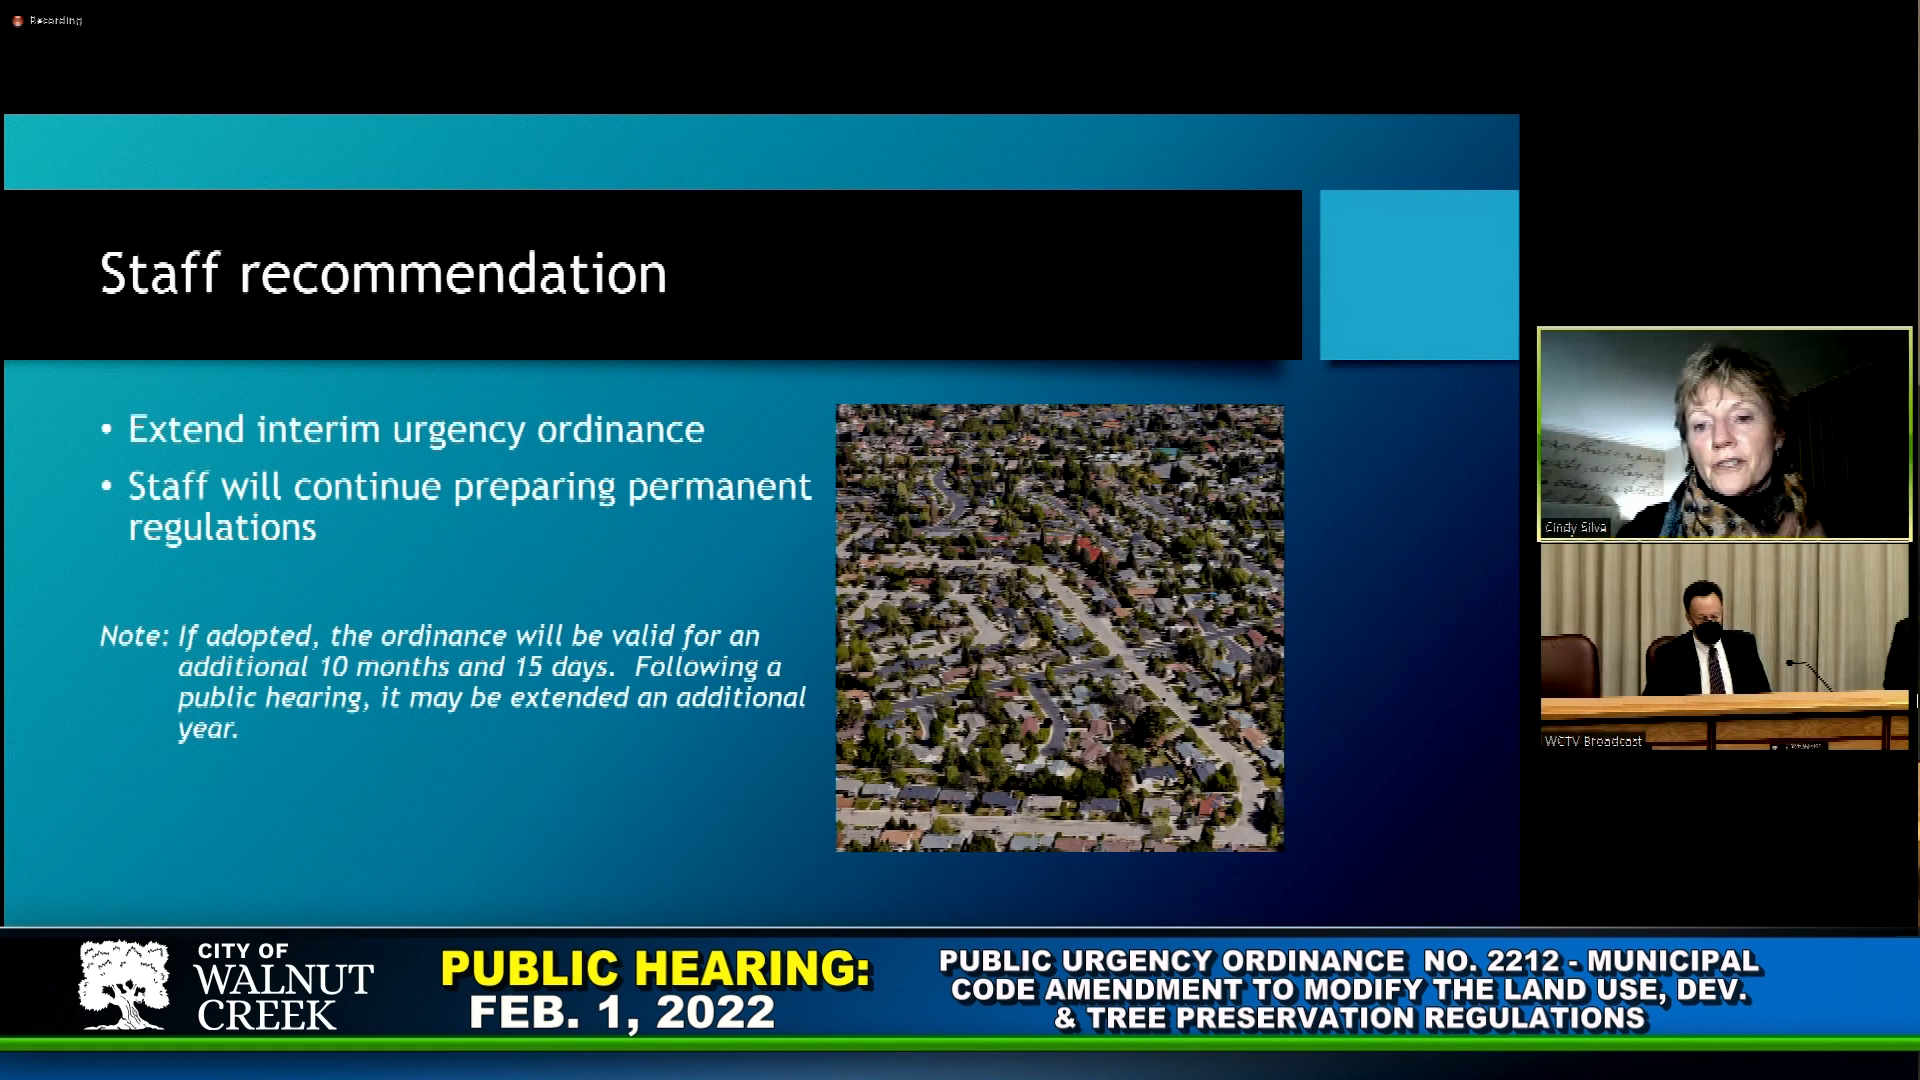 Recording
Staff recommendation
• Extend interim urgency ordinance
• Staff will continue preparing permanent
regulations
Note: If adopted, the ordinance will be valid for an
additional 10 months and 15 days. Following a
public hearing, it may be extended an additional
year.
Cindy Silva
WCTV Broadcast
CITY OF
WALNUT
CREEK
PUBLIC HEARING:
FEB. 1, 2022
PUBLIC URGENCY ORDINANCE NO. 2212 - MUNICIPAL
CODE AMENDMENT TO MODIFY THE LAND USE, DEV.
& TREE PRESERVATION REGULATIONS